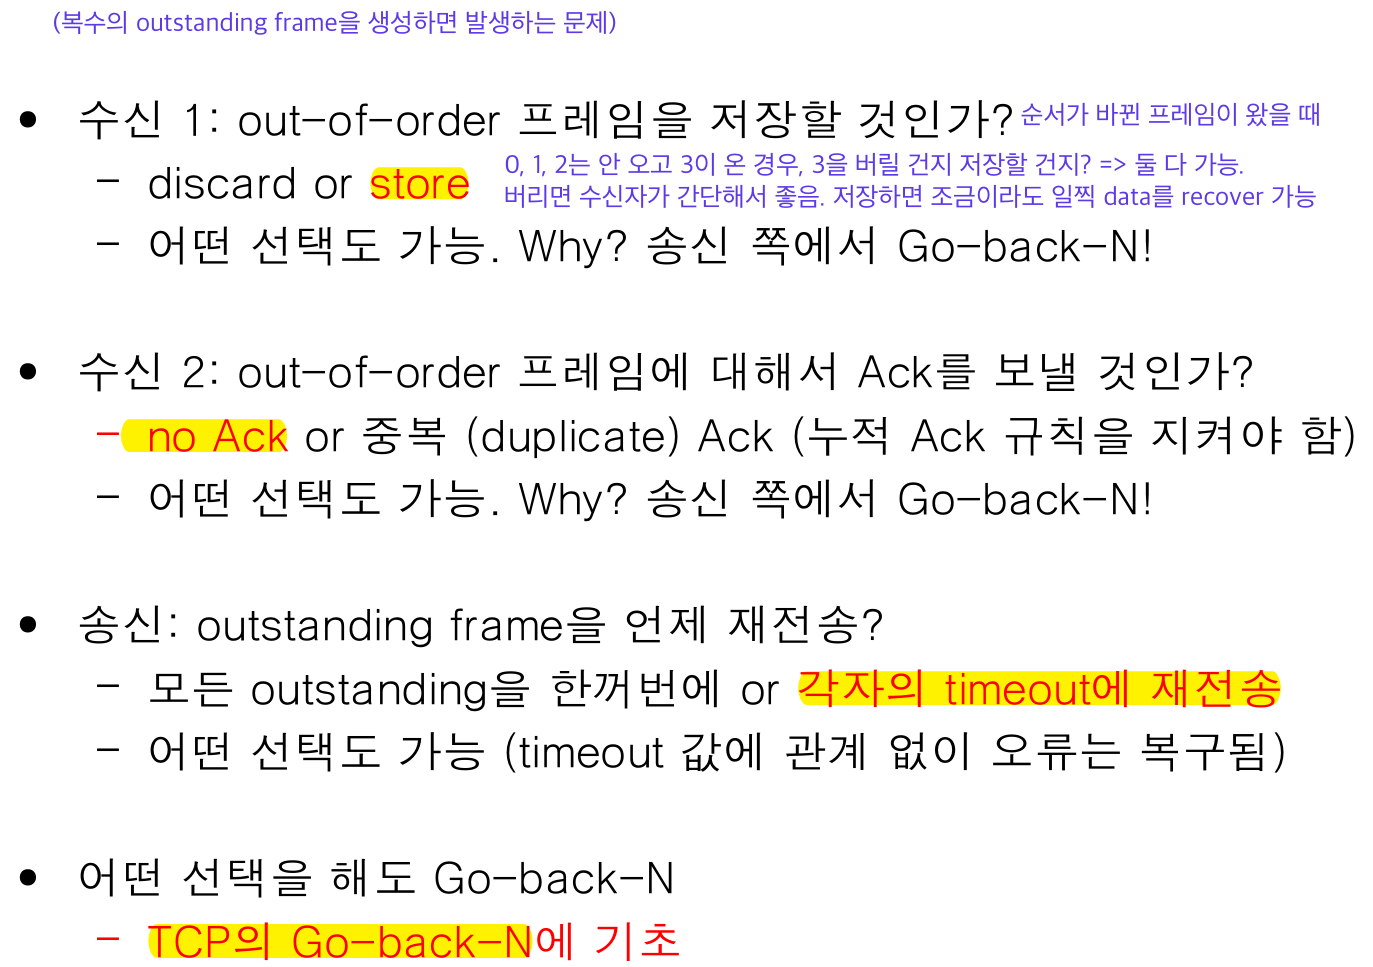 (복수의 outstanding frame을 생성하면 발생하는 문제)
• 수신 1: out-of-order 프레임을 저장할 것인가? 순서가 바뀐 프레임이 왔을 때
– discard or store
0, 1, 2는 안 오고 3이 온 경우, 3을 버릴 건지 저장할 건지? => 둘 다 가능.
버리면 수신자가 간단해서 좋음. 저장하면 조금이라도 일찍 data를 recover 가능
– 어떤 선택도 가능. Why? 송신 쪽에서 Go-back-N!
• 수신 2: out-of-order 프레임에 대해서 Ack를 보낼 것인가?
– no Ack or 중복 (duplicate) Ack (누적 Ack 규칙을 지켜야 함)
– 어떤 선택도 가능. Why? 송신 쪽에서 Go-back-N!
• 송신: outstanding frame을 언제 재전송?
– 모든 outstanding을 한꺼번에 or 각자의 timeout에 재전송
– 어떤 선택도 가능 (timeout 값에 관계 없이 오류는 복구됨)
• 어떤 선택을 해도 Go-back-N
– TCP의 Go-back-N에 기초